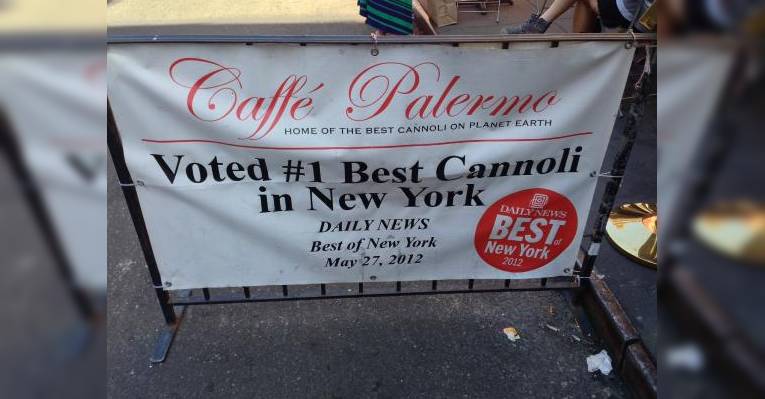 Caffé Palermo
HOME OF THE BEST CANNOLI ON PLANET EARTH
Voted #1 Best Cannoli
in New York
DAILY NEWS
Best of New York
May 27, 2012
DAILY NEWS
BEST of
New York
2012